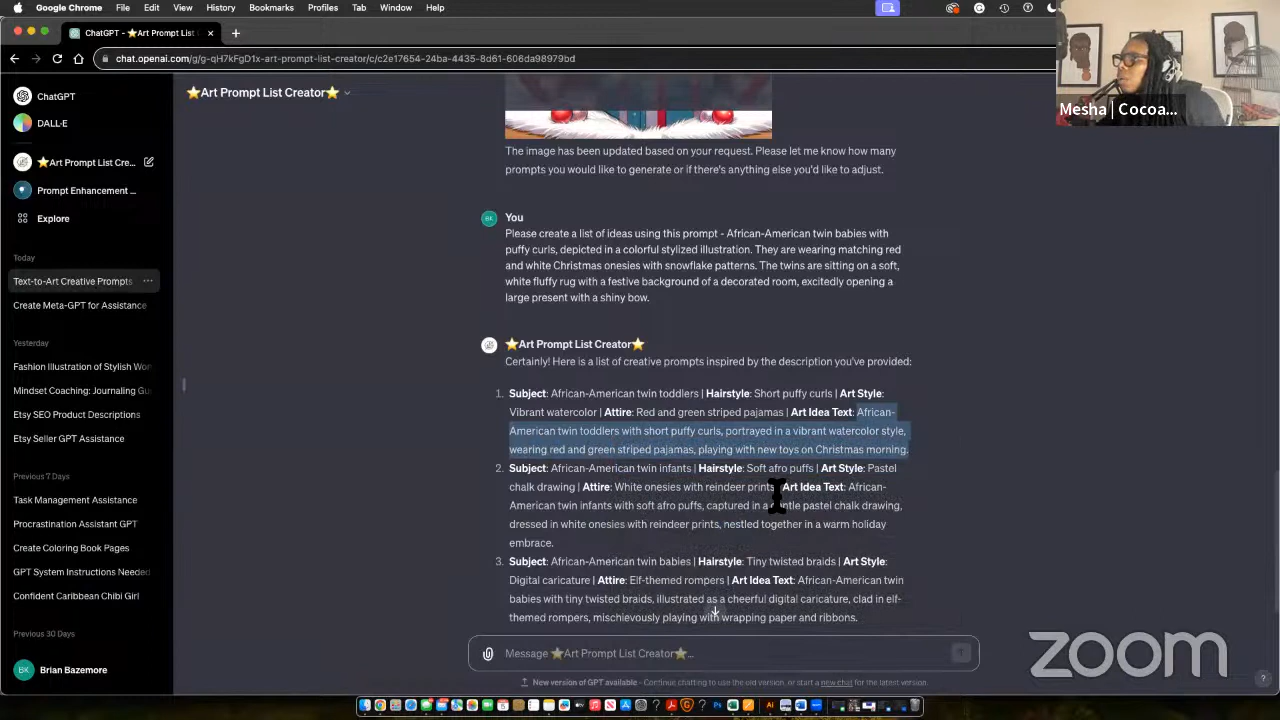 Google Chrome File Edit View History Bookmarks Profiles Tab Window Help
ChatGPT - ⭐Art Prompt List
chat.openai.com/g/g-qH7kFgD1x-art-prompt-list-creator/c/c2e17654-24ba-4435-8d61-606da98979bd
Mesha | Cocoa...
ChatGPT
DALL·E
⭐Art Prompt List Cre...
Prompt Enhancement ...
Explore
Today
Text-to-Art Creative Prompts
Create Meta-GPT for Assistance
Yesterday
Fashion Illustration of Stylish Wo
Mindset Coaching: Journaling Gu
Etsy SEO Product Descriptions
Etsy Seller GPT Assistant
Previous 7 Days
Task Management Assistance
Procrastination Assistant GPT
Create Coloring Book Pages
GPT System Instructions Needed
Confident Caribbean Chibi Girl
Previous 30 Days
BK Brian Bazemore
⭐Art Prompt List Creator⭐
The image has been updated based on your request. Please let me know how many
prompts you would like to generate or if there's anything else you'd like to adjust.
BK You
Please create a list of ideas using this prompt - African-American twin babies with
puffy curls, depicted in a colorful stylized illustration. They are wearing matching red
and white Christmas onesies with snowflake patterns. The twins are sitting on a soft,
white fluffy rug with a festive background of a decorated room, excitedly opening a
large present with a shiny bow.
⭐Art Prompt List Creator⭐
Certainly! Here is a list of creative prompts inspired by the description you've provided:
1. Subject: African-American twin toddlers | Hairstyle: Short puffy curls | Art Style:
Vibrant watercolor | Attire: Red and green striped pajamas | Art Idea Text: African-
American twin toddlers with short puffy curls, portrayed in a vibrant watercolor style,
wearing red and green striped pajamas, playing with new toys on Christmas morning.
2. Subject: African-American twin infants | Hairstyle: Soft afro puffs | Art Style: Pastel
chalk drawing | Attire: White onesies with reindeer prints Art Idea Text: African-
American twin infants with soft afro puffs, captured in a pastel chalk drawing,
dressed in white onesies with reindeer prints, nestled together in a warm holiday
embrace.
3. Subject: African-American twin babies | Hairstyle: Tiny twisted braids | Art Style:
Digital caricature | Attire: Elf-themed rompers | Art Idea Text: African-American twin
babies with tiny twisted braids, illustrated as a cheerful digital caricature, clad in elf-
themed rompers, mischievously playing with wrapping paper and ribbons.
Message ⭐Art Prompt List Creator⭐...
New version of GPT available - Continue chatting to use the old version, or start a new chat for the latest version.
zoom
?